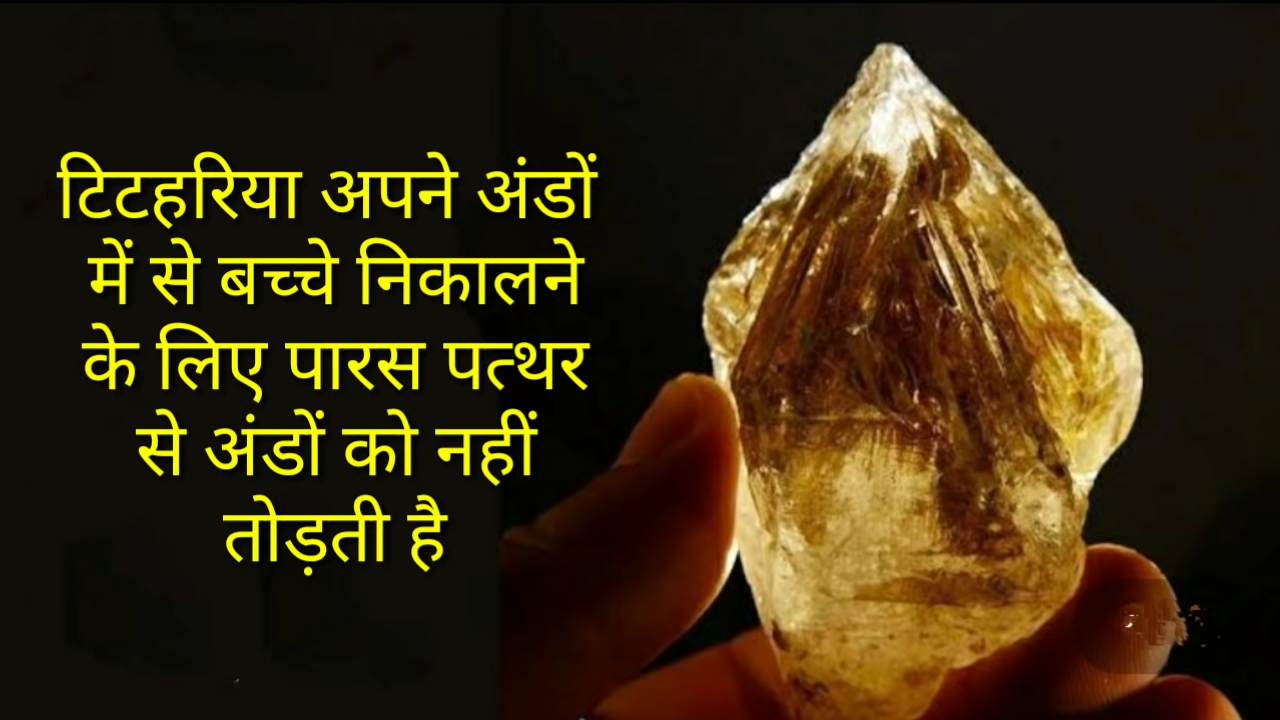 टिटहरिया अपने अंडों
में से बच्चे निकालने
के लिए पारस पत्थर
से अंडों को नहीं
तोड़ती है